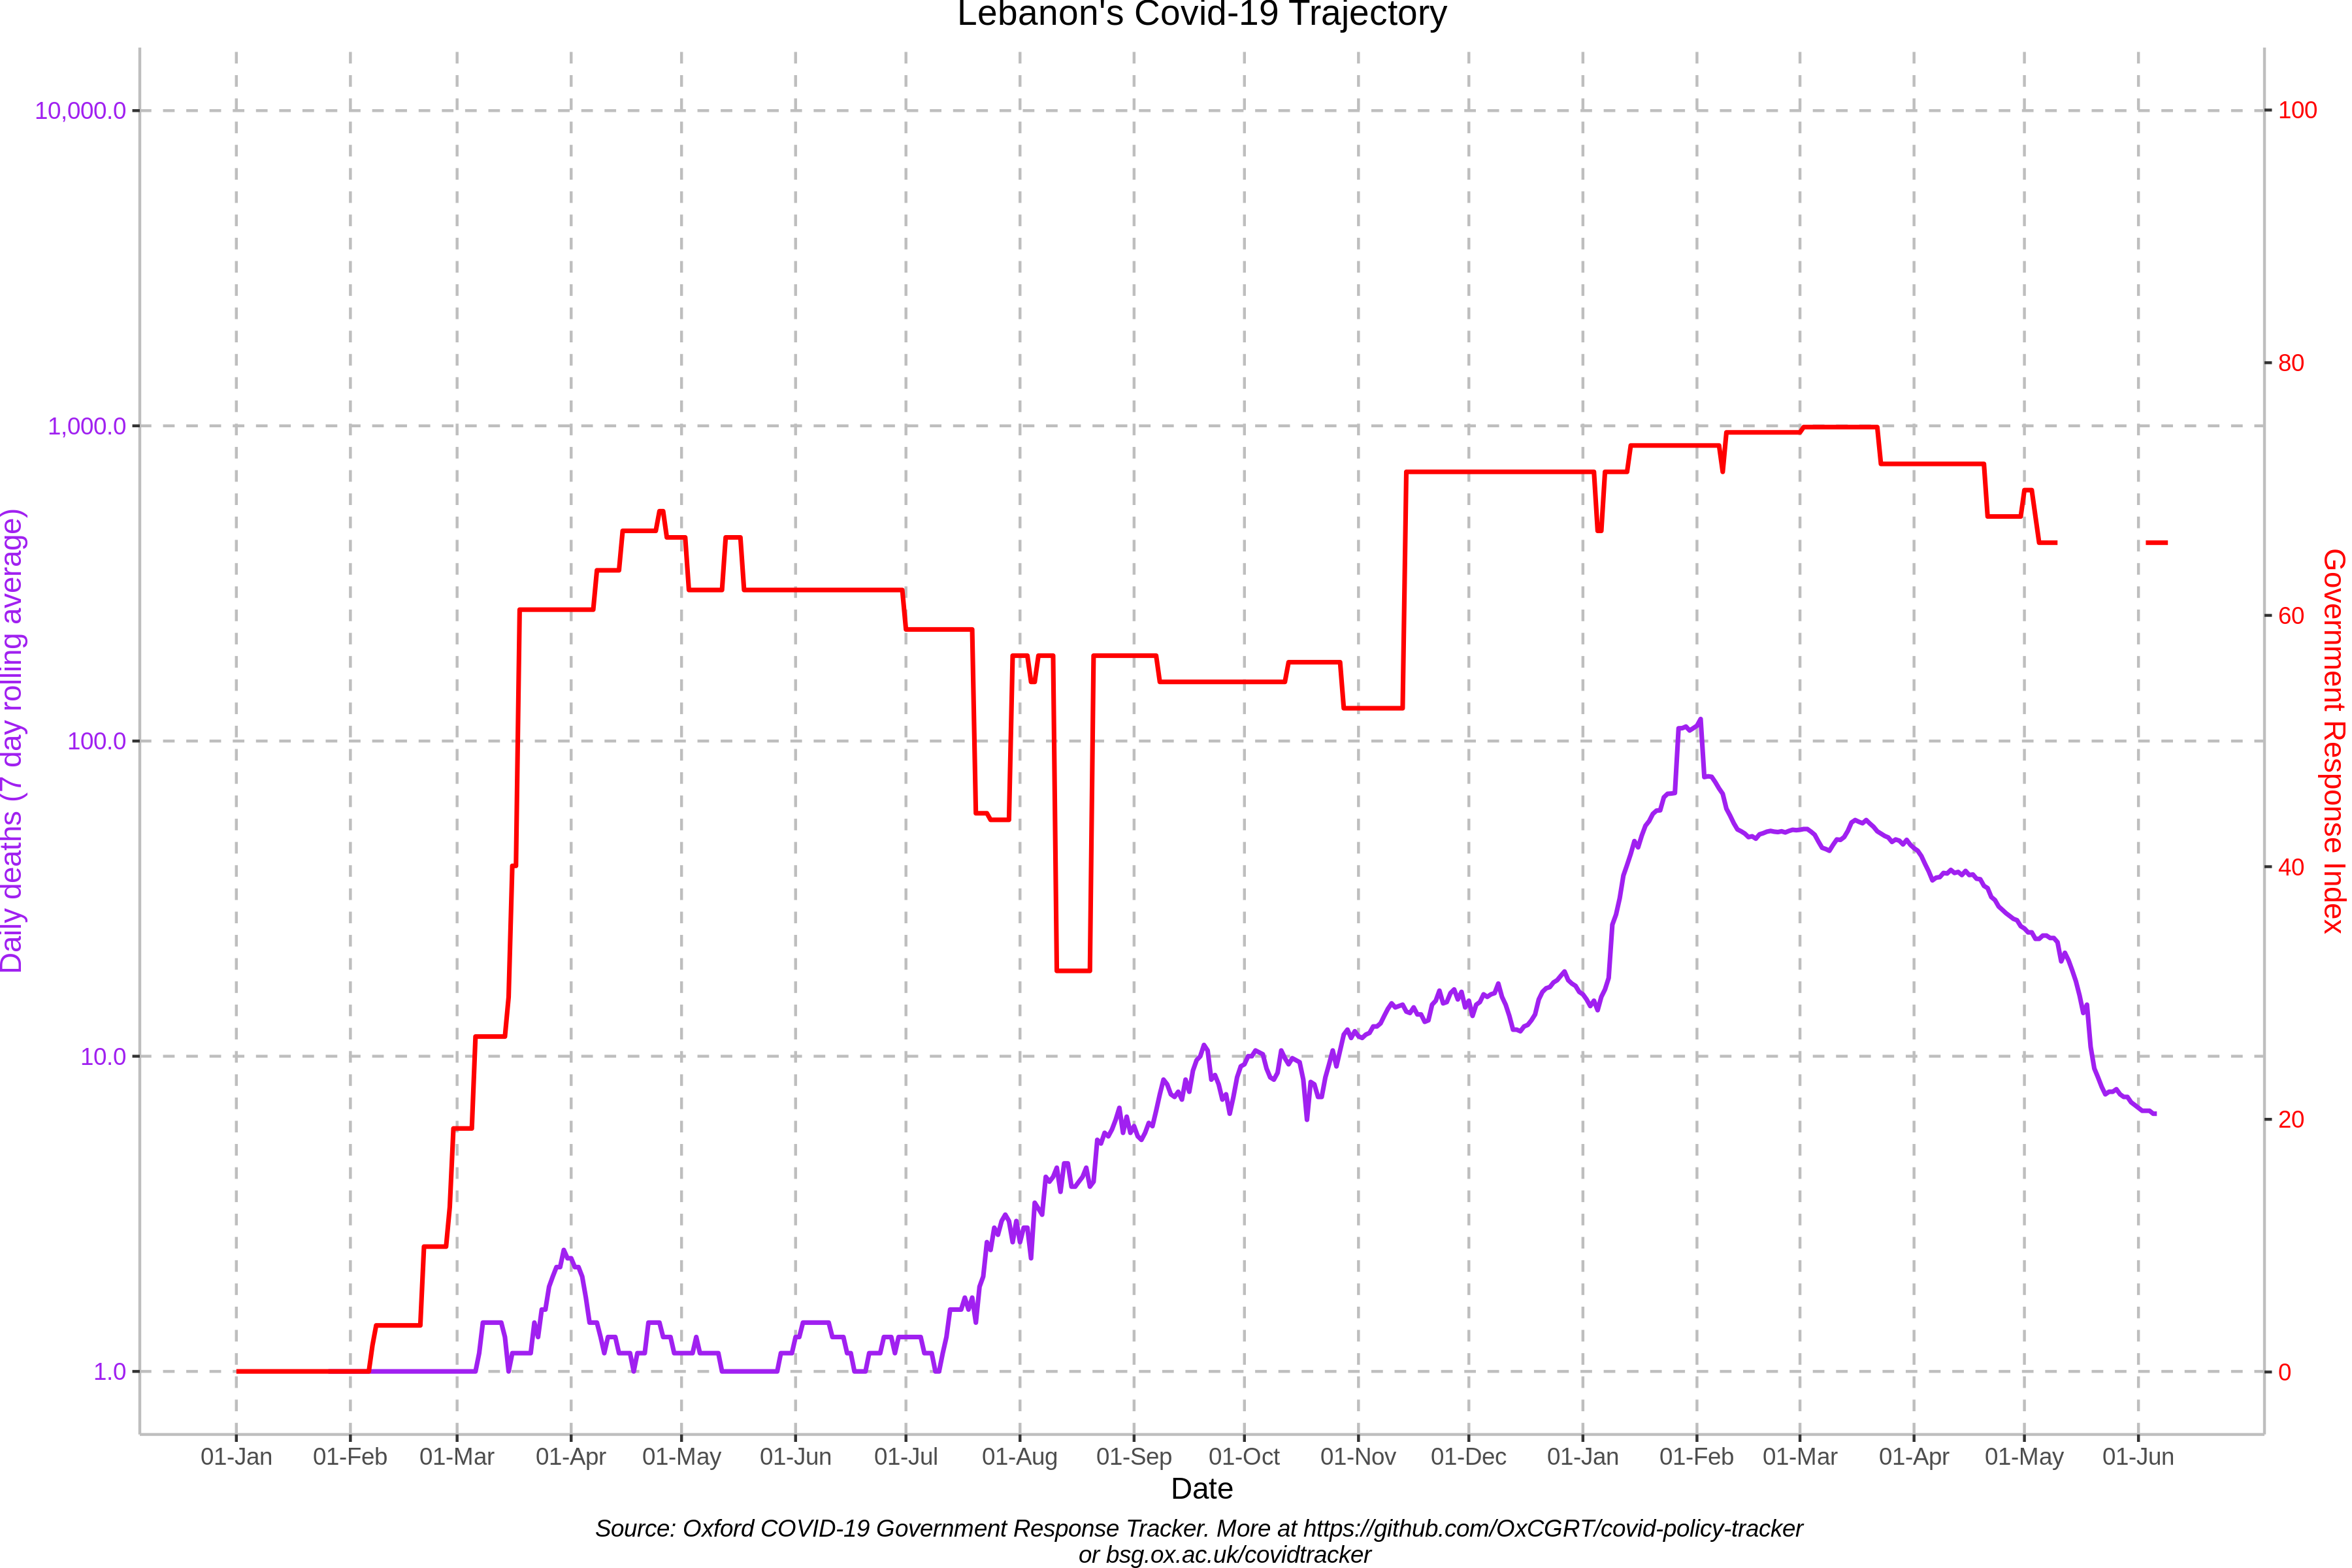 Lebanon's Covid-19 Trajectory
10,000.0
1,000.0
100.0
10.0
1.0
Daily deaths (7 day rolling average)
100
80
60
40
20
0
Government Response Index
01-Jan 01-Feb 01-Mar 01-Apr 01-May 01-Jun 01-Jul 01-Aug 01-Sep 01-Oct 01-Nov 01-Dec 01-Jan 01-Feb 01-Mar 01-Apr 01-May 01-Jun
Date
Source: Oxford COVID-19 Government Response Tracker. More at https://github.com/OxCGRT/covid-policy-tracker
or bsg.ox.ac.uk/covidtracker